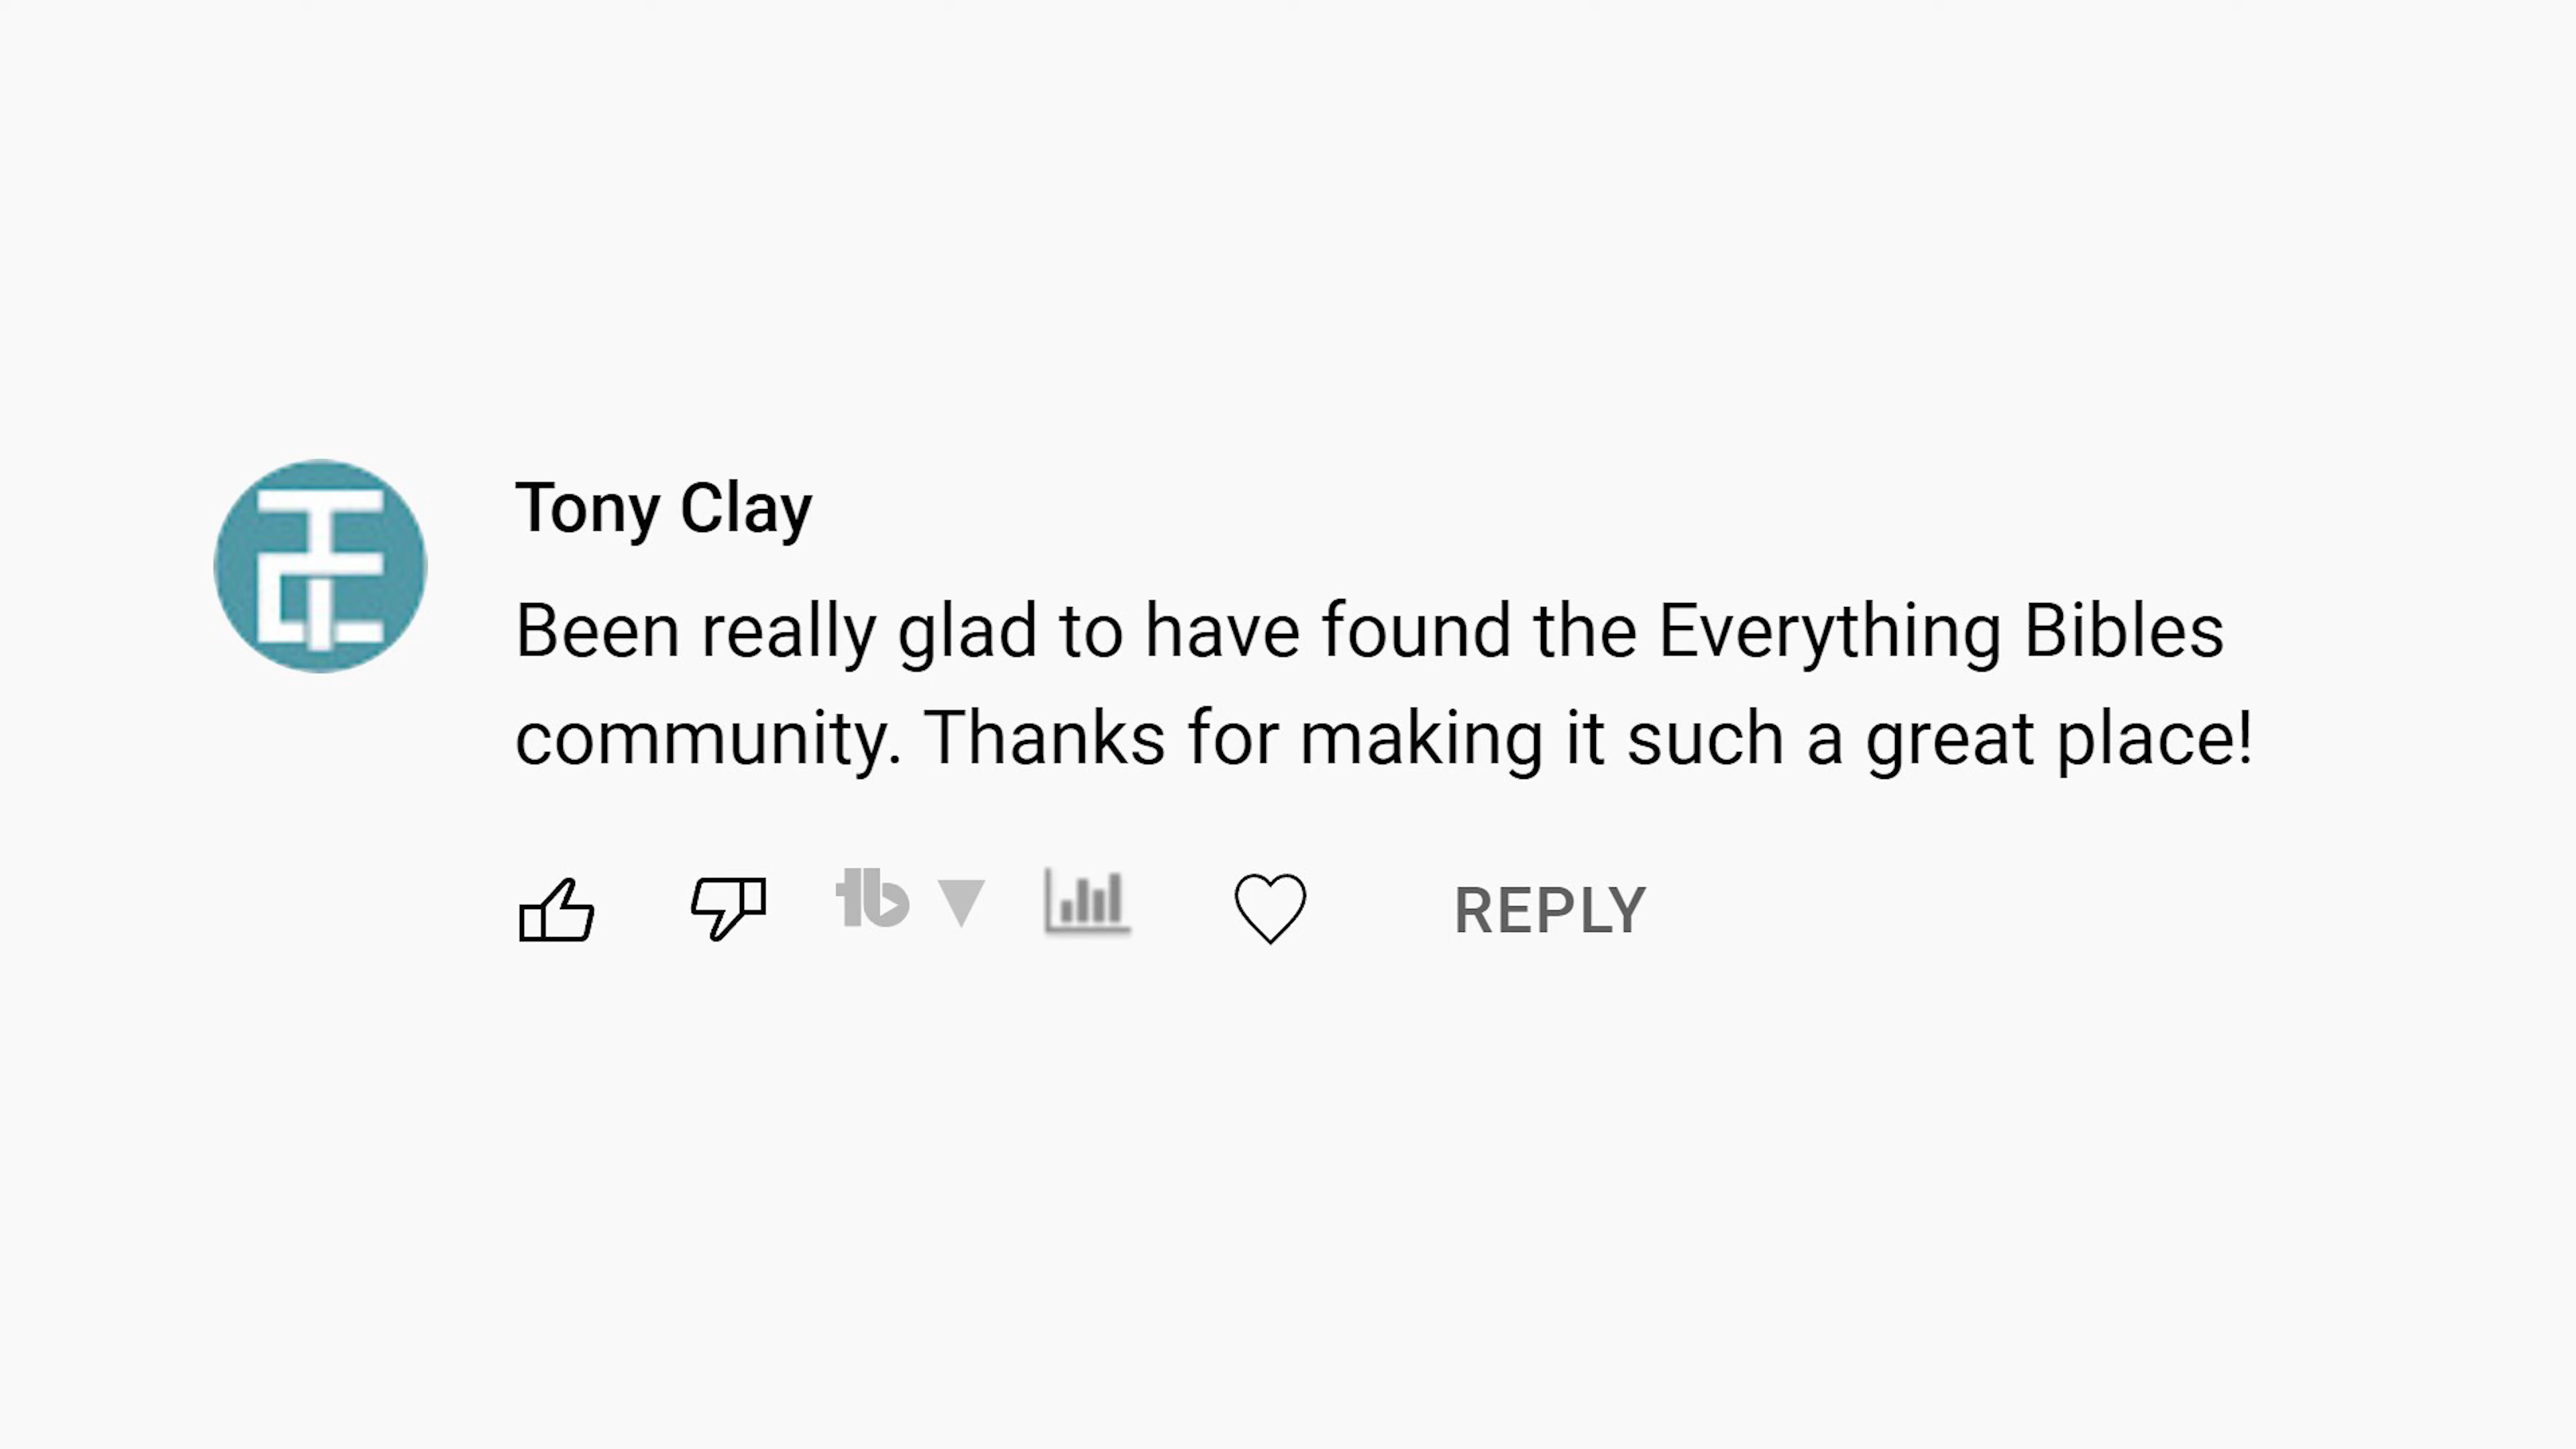 Tony Clay
Been really glad to have found the Everything Bibles
community. Thanks for making it such a great place!
tb REPLY